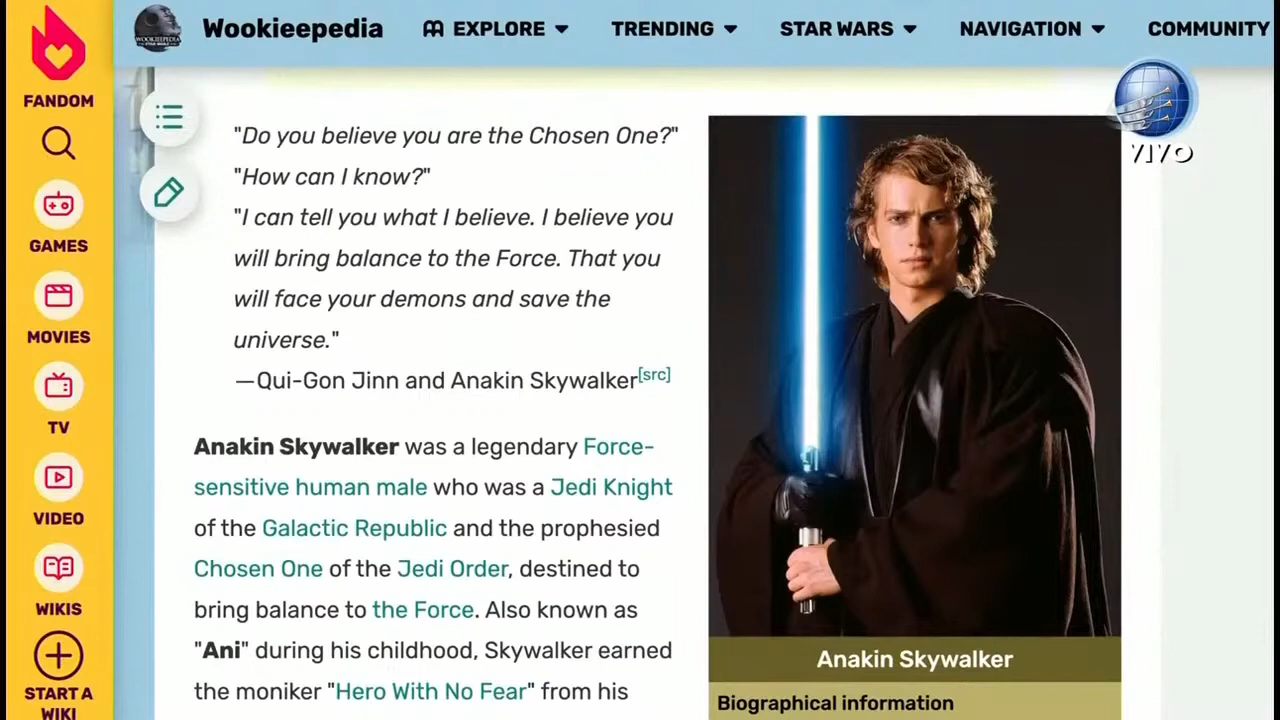 FANDOM
GAMES
MOVIES
TV
VIDEO
WIKIS
START A
WIKI
Wookieepedia
EXPLORE
TRENDING
STAR WARS
NAVIGATION
COMMUNITY
VIVO
"Do you believe you are the Chosen One?"
"How can I know?"
"I can tell you what I believe. I believe you
will bring balance to the Force. That you
will face your demons and save the
universe."
—Qui-Gon Jinn and Anakin Skywalker[src]
Anakin Skywalker was a legendary Force-
sensitive human male who was a Jedi Knight
of the Galactic Republic and the prophesied
Chosen One of the Jedi Order, destined to
bring balance to the Force. Also known as
"Ani" during his childhood, Skywalker earned
the moniker "Hero With No Fear" from his
Anakin Skywalker
Biographical information